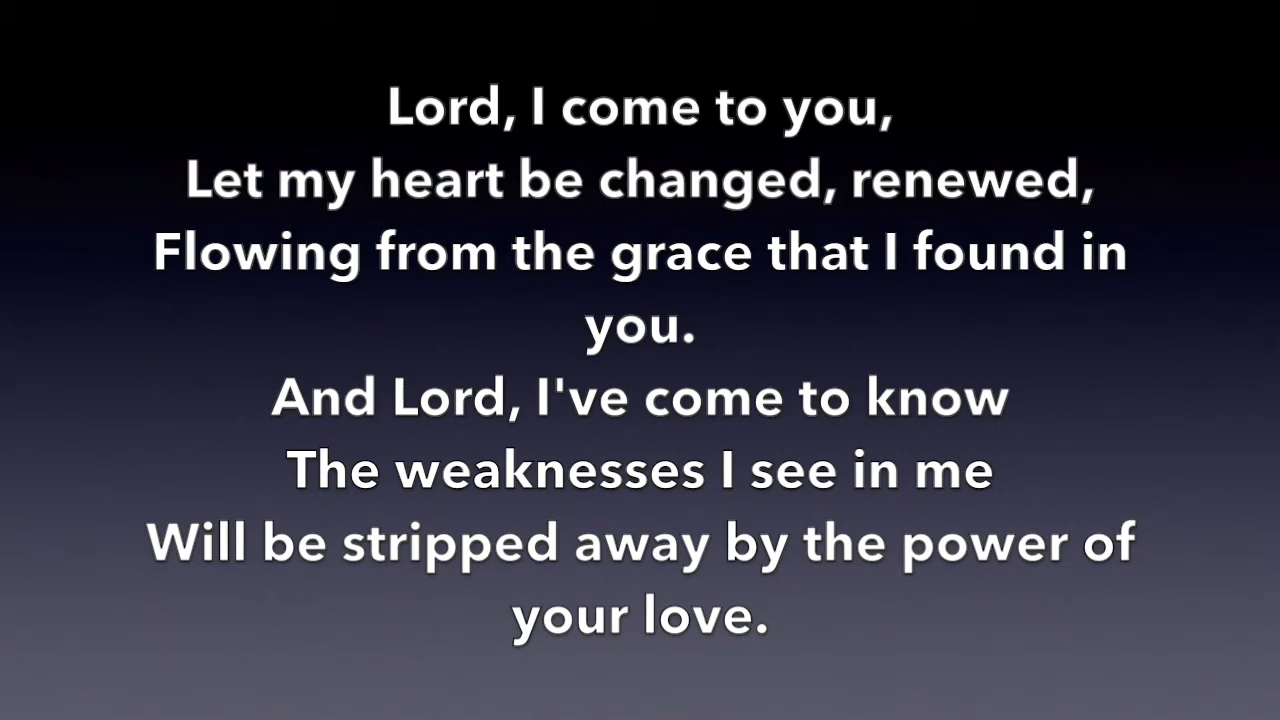 Lord, I come to you,
Let my heart be changed, renewed,
Flowing from the grace that I found in
you.
And Lord, I've come to know
The weaknesses I see in me
Will be stripped away by the power of
your love.